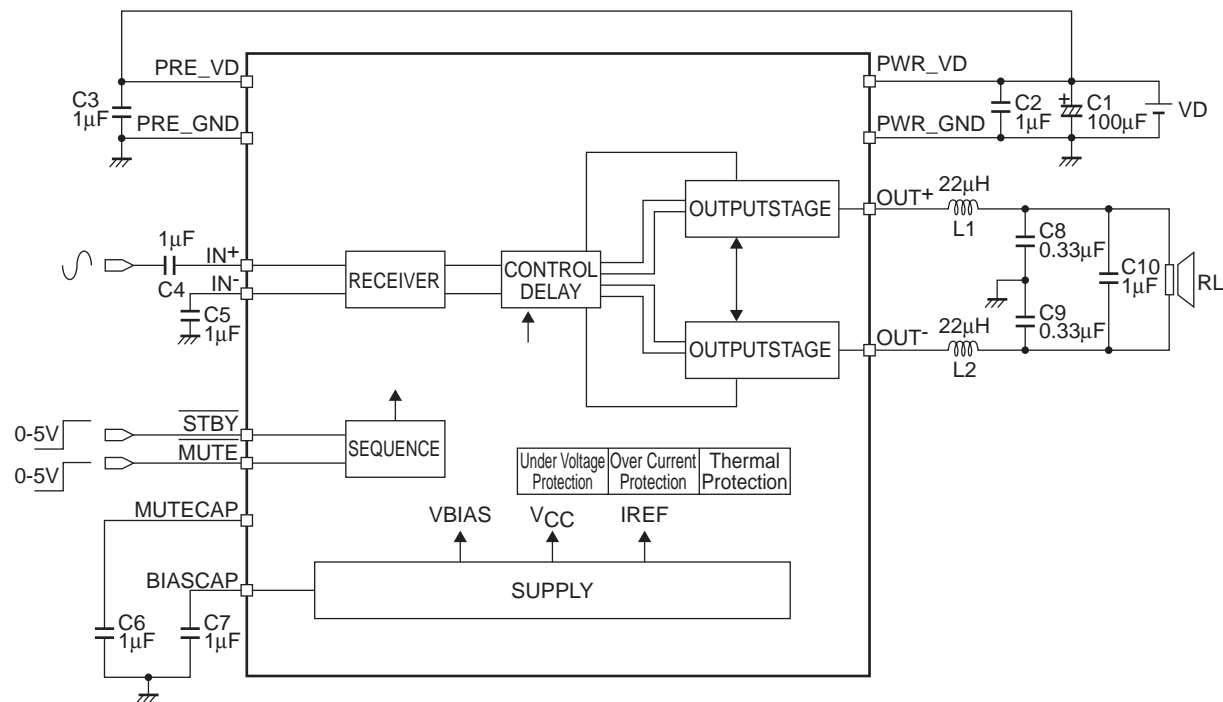 PRE_VD
PWR_VD
C3
1μF
C2
1μF
C1
100μF
+
VD
PRE_GND
PWR_GND
22μH
OUT+
L1
OUTPUTSTAGE
1μF
IN+
C4
IN-
C5
1μF
RECEIVER
CONTROL
DELAY
C8
0.33μF
C10
1μF
RL
C9
0.33μF
OUTPUTSTAGE
22μH
OUT-
L2
0-5V
STBY
0-5V
MUTE
SEQUENCE
Under Voltage
Protection
Over Current
Protection
Thermal
Protection
MUTECAP
VBIAS
VCC
IREF
BIASCAP
SUPPLY
C6
1μF
C7
1μF